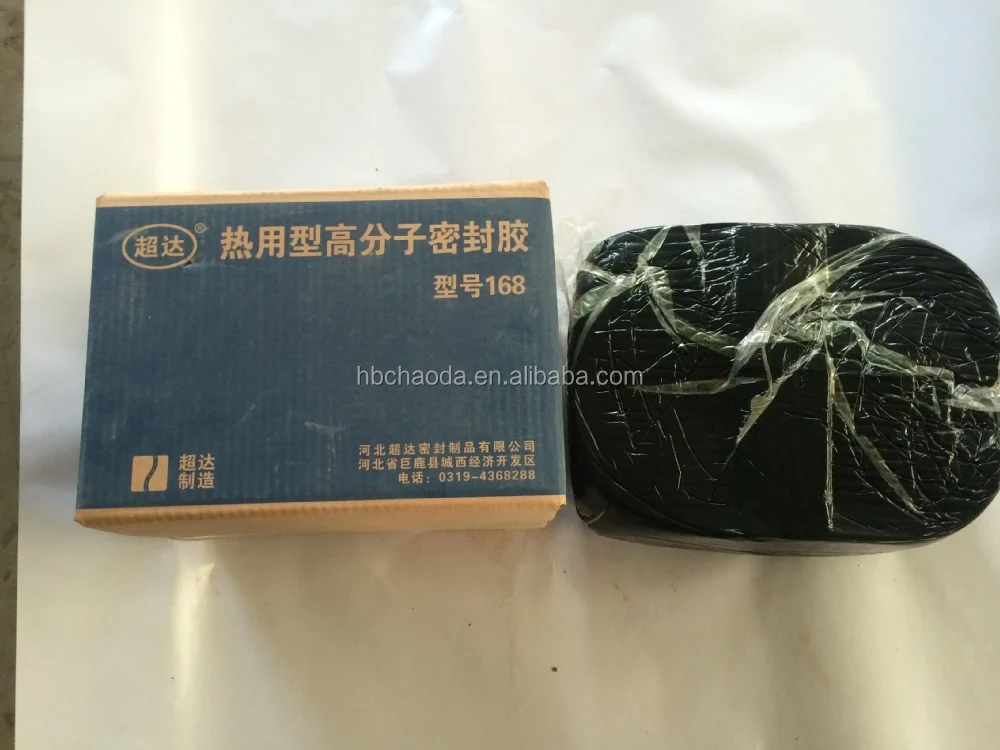 超达®
热用型高分子密封胶
型号168
hbchaoda.en.alibaba.com
超达
制造
河北超达密封制品有限公司
河北省巨鹿县城西经济开发区
电话：0319-4368288